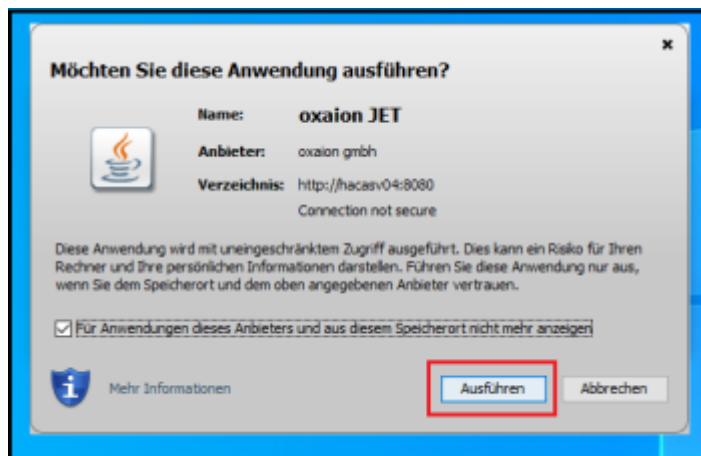 Möchten Sie diese Anwendung ausführen?
Name: oxaion JET
Anbieter: oxaion gmbh
Verzeichnis: http://hacasv04:8080
Connection not secure
Diese Anwendung wird mit uneingeschränktem Zugriff ausgeführt. Dies kann ein Risiko für Ihren
Rechner und Ihre persönlichen Informationen darstellen. Führen Sie diese Anwendung nur aus,
wenn Sie dem Speicherort und dem oben angegebenen Anbieter vertrauen.
Für Anwendungen dieses Anbieters und aus diesem Speicherort nicht mehr anzeigen
Mehr Informationen
Ausführen
Abbrechen